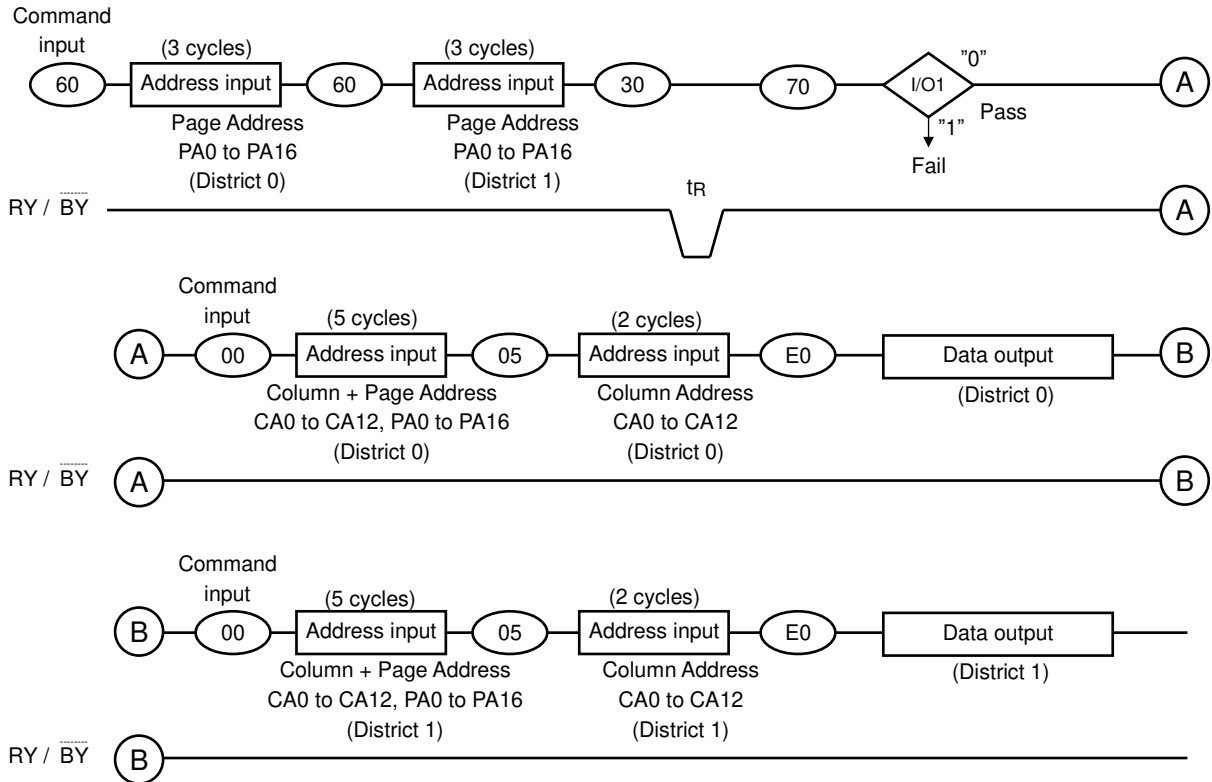 Command
input
(3 cycles) (3 cycles) "0"
60 Address input 60 Address input 30 70 I/O1 A
Page Address Page Address "1" Pass
PA0 to PA16 PA0 to PA16 Fail
(District 0) (District 1)
tR
RY / BY A
Command
input
(5 cycles) (2 cycles)
A 00 Address input 05 Address input E0 Data output B
Column + Page Address Column Address (District 0)
CA0 to CA12, PA0 to PA16 CA0 to CA12
(District 0) (District 0)
RY / BY A B
Command
input
(5 cycles) (2 cycles)
B 00 Address input 05 Address input E0 Data output
Column + Page Address Column Address (District 1)
CA0 to CA12, PA0 to PA16 CA0 to CA12
(District 1) (District 1)
RY / BY B